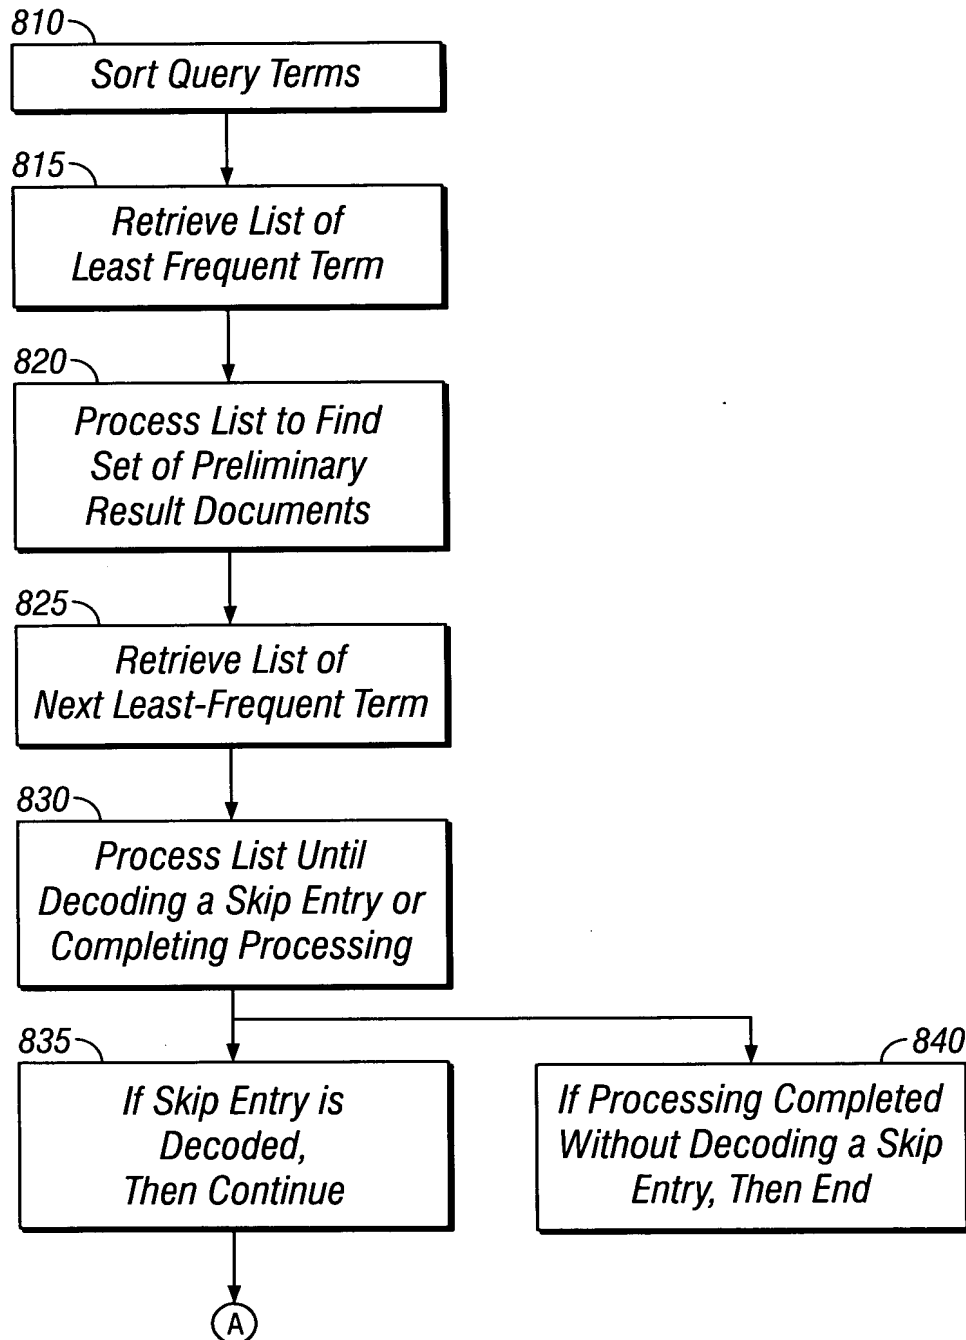 810
Sort Query Terms
815
Retrieve List of
Least Frequent Term
820
Process List to Find
Set of Preliminary
Result Documents
825
Retrieve List of
Next Least-Frequent Term
830
Process List Until
Decoding a Skip Entry or
Completing Processing
835
If Skip Entry is
Decoded,
Then Continue
840
If Processing Completed
Without Decoding a Skip
Entry, Then End
A